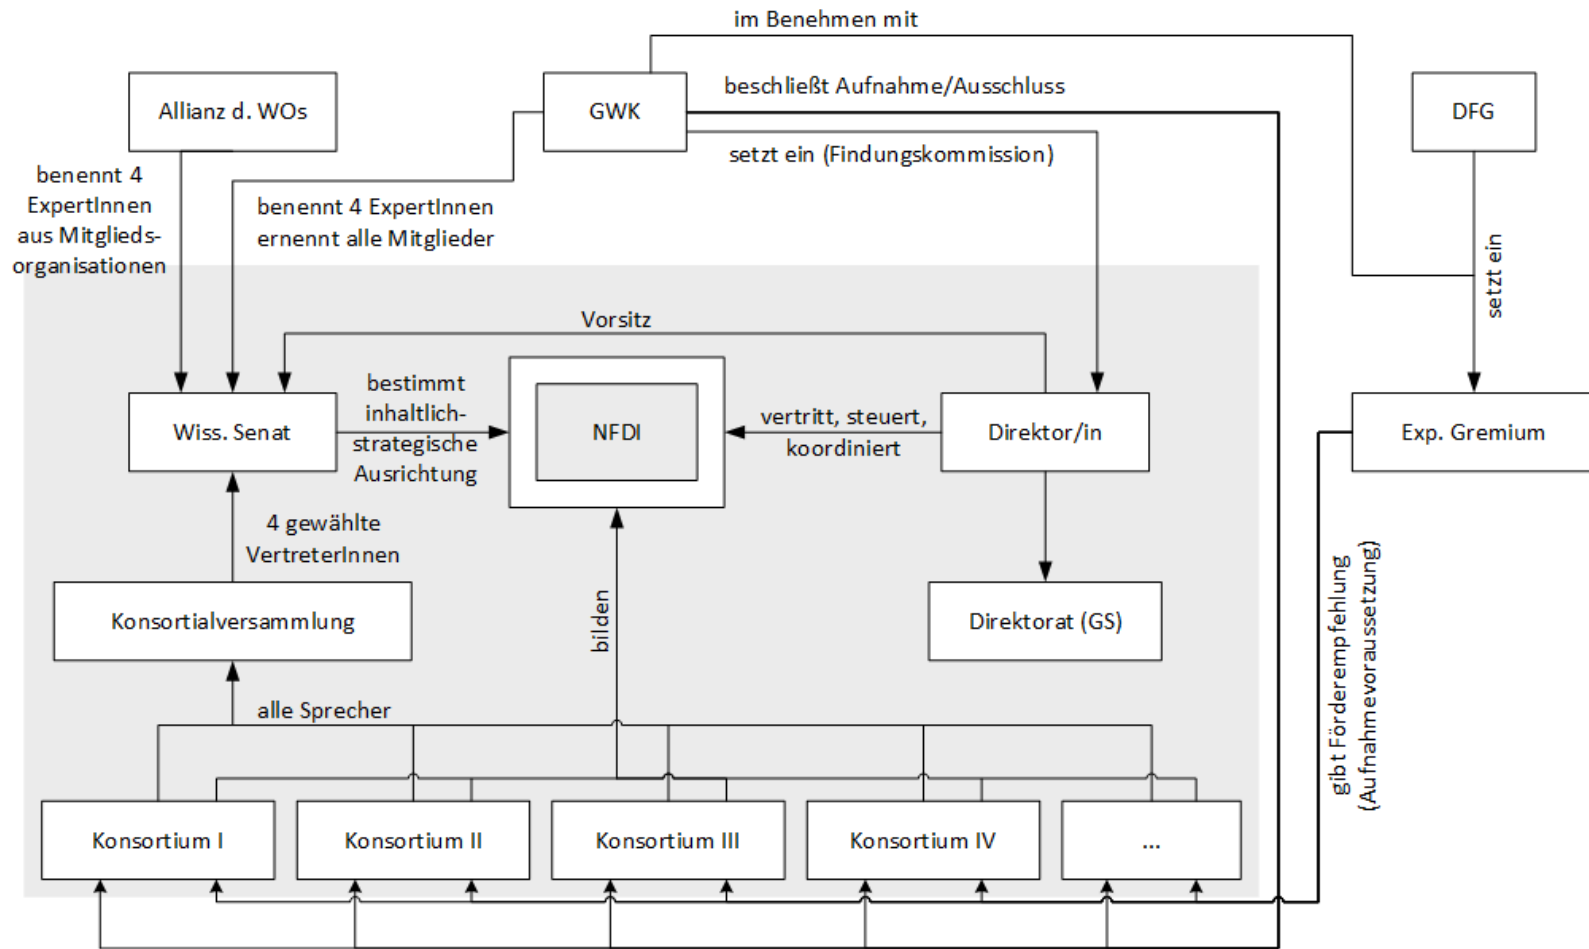 im Benehmen mit
Allianz d. WOs
GWK
beschließt Aufnahme/Ausschluss
DFG
setzt ein (Findungskommission)
benennt 4
ExpertInnen
aus Mitglieds-
organisationen
benennt 4 ExpertInnen
ernennt alle Mitglieder
setzt ein
Vorsitz
Wiss. Senat
bestimmt
inhaltlich-
strategische
Ausrichtung
NFDI
vertritt, steuert,
koordiniert
Direktor/in
Exp. Gremium
4 gewählte
VertreterInnen
Konsortialversammlung
bilden
Direktorat (GS)
gibt Förderempfehlung
(Aufnahmevoraussetzung)
alle Sprecher
Konsortium I
Konsortium II
Konsortium III
Konsortium IV
...